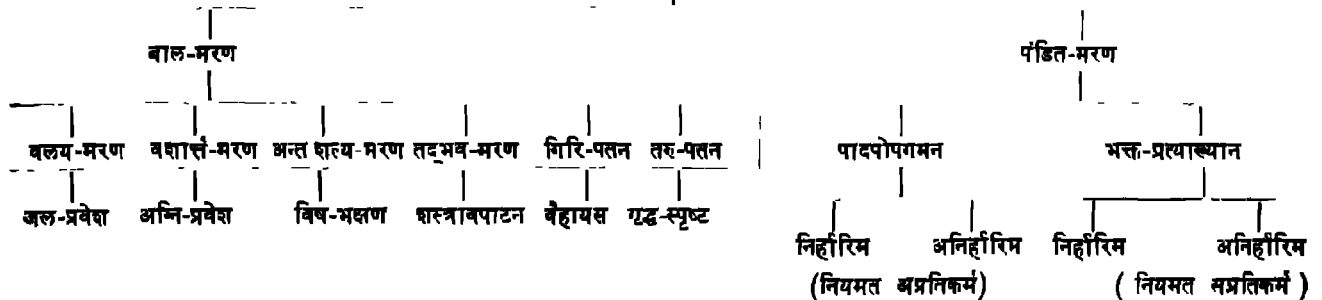 बाल-मरण पंडित-मरण
वलय-मरण वशार्त्त-मरण अन्त शल्य-मरण तद्भव-मरण गिरि-पतन तरु-पतन पादपोपगमन भक्त-प्रत्याख्यान
जल-प्रवेश अग्नि-प्रवेश विष-भक्षण शस्त्रावपाटन वैहायस गृद्ध-स्पृष्ट
निर्हारिम अनिर्हारिम निर्हारिम अनिर्हारिम
(नियमत अप्रतिकर्म) ( नियमत सप्रतिकर्म )